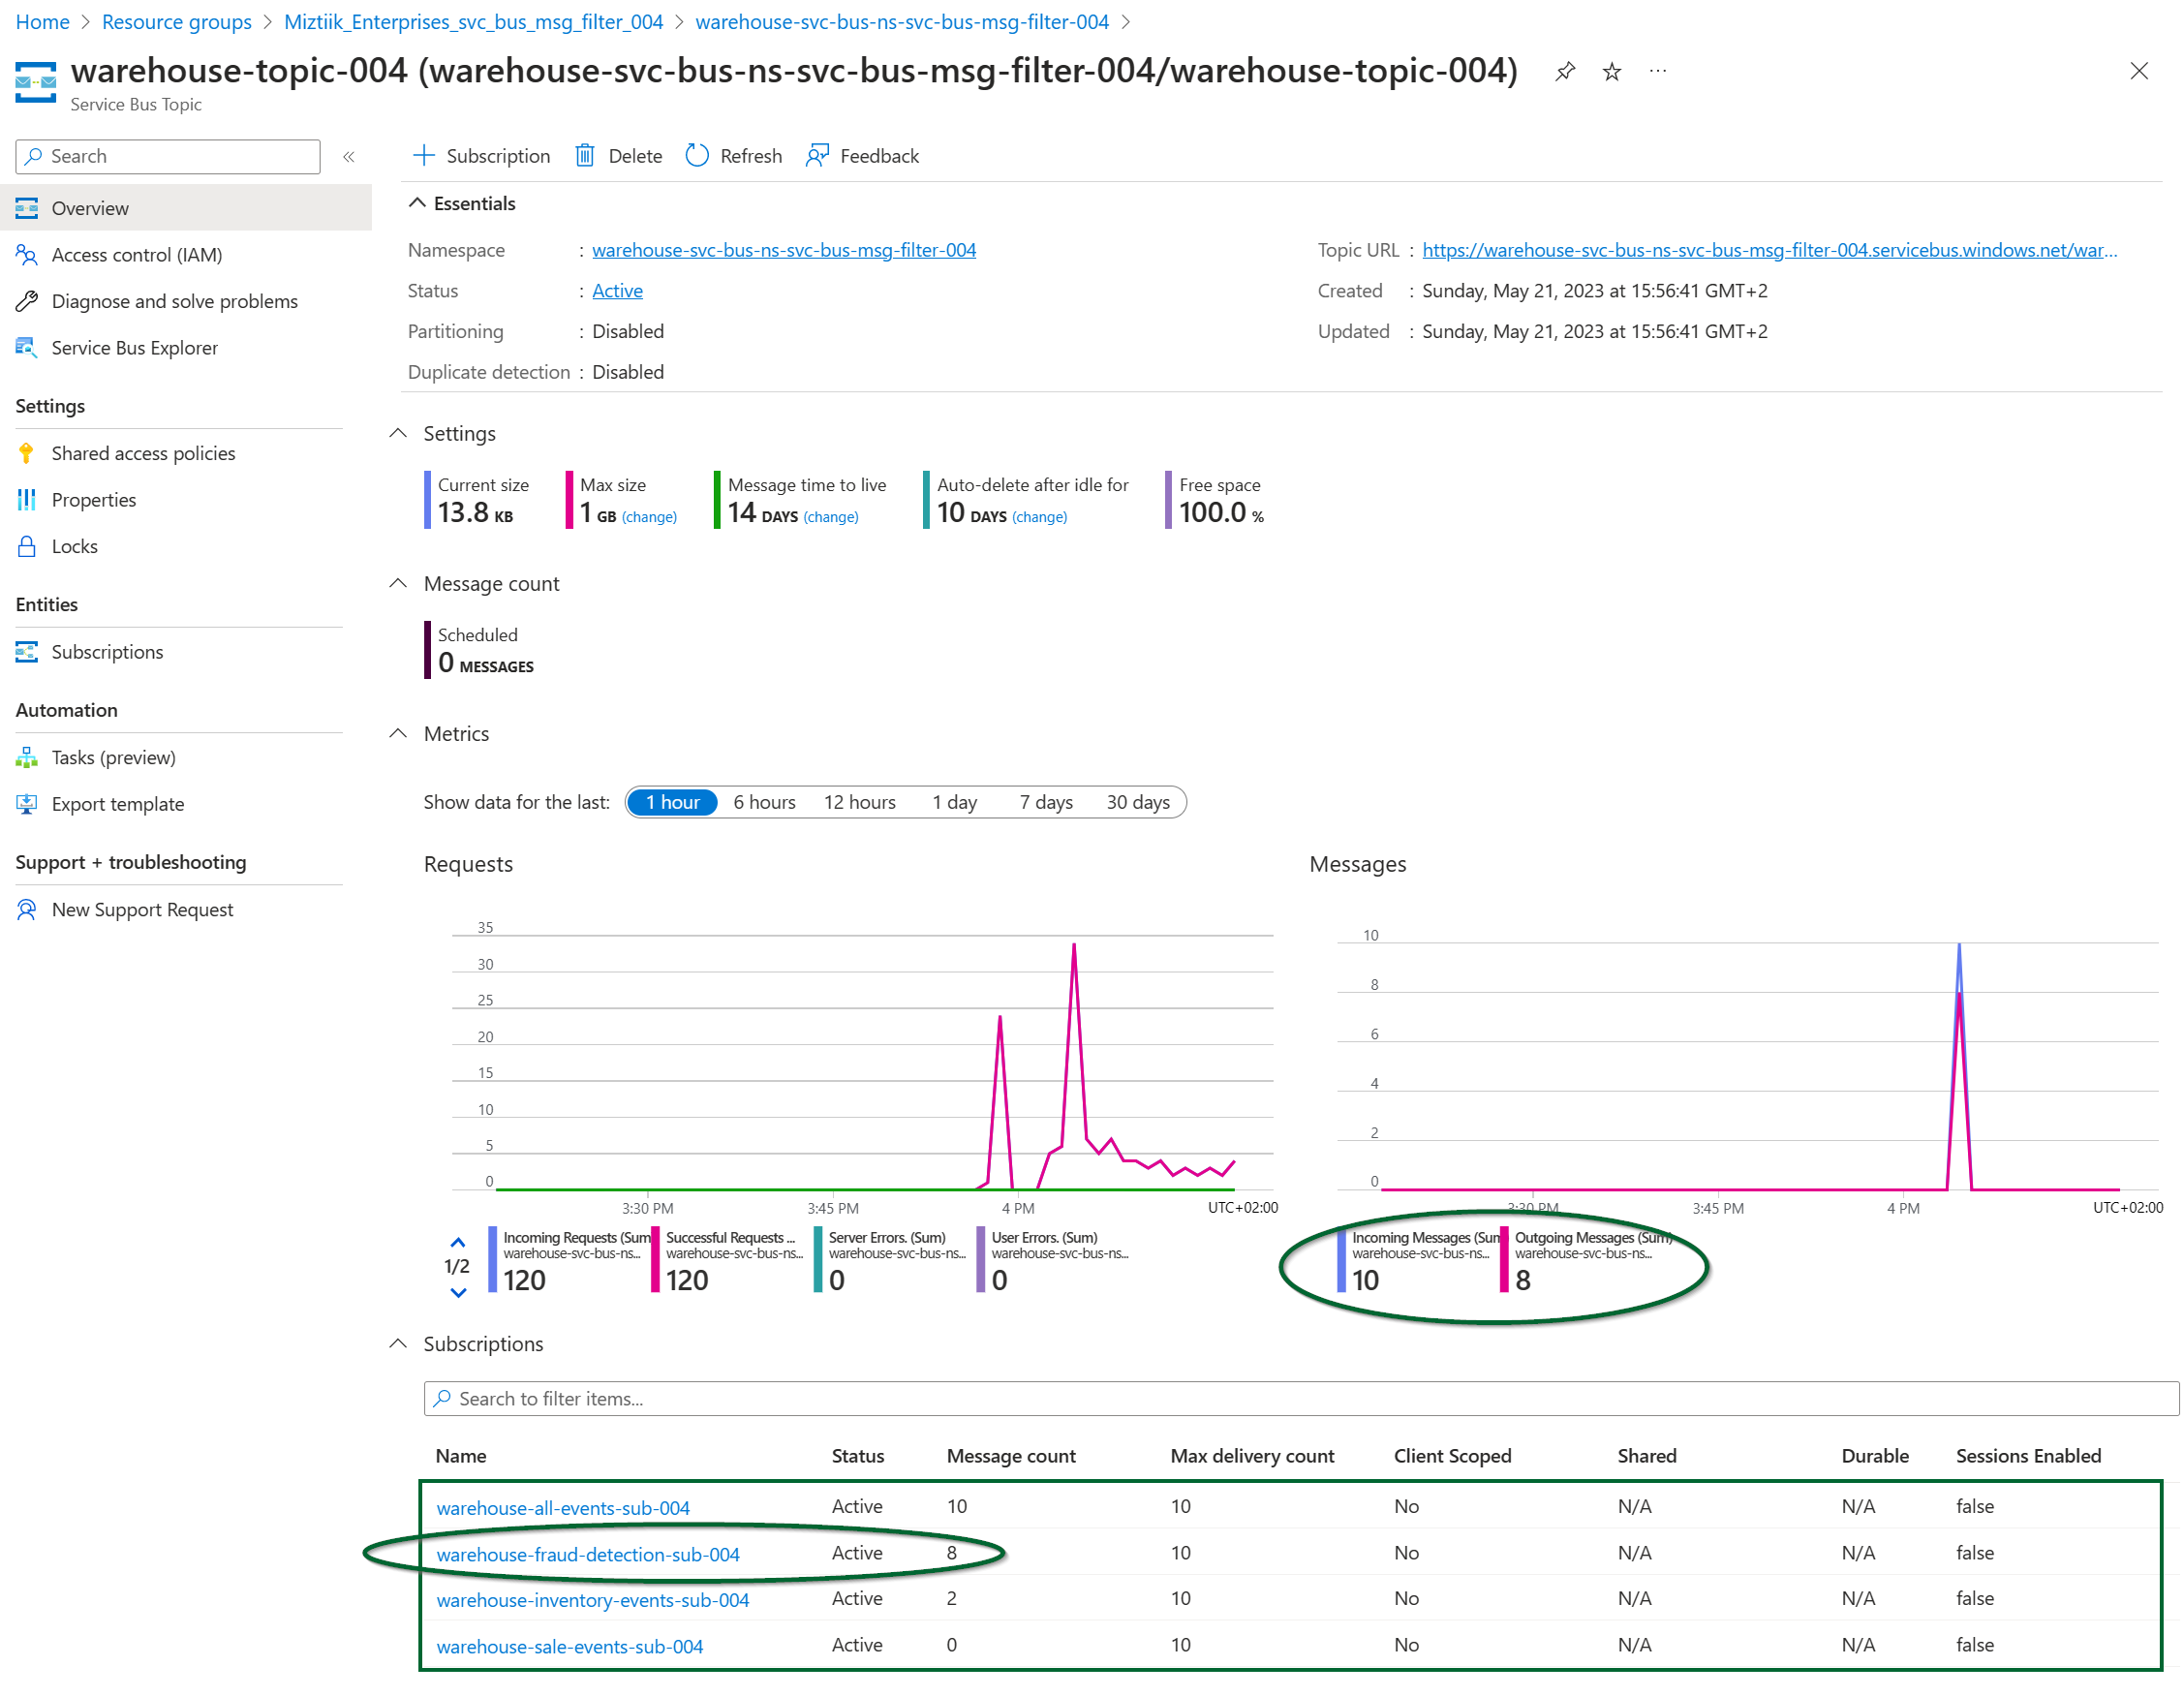 Home > Resource groups > Miztiik_Enterprises_svc_bus_msg_filter_004 > warehouse-svc-bus-ns-svc-bus-msg-filter-004 >
warehouse-topic-004 (warehouse-svc-bus-ns-svc-bus-msg-filter-004/warehouse-topic-004) ...
Service Bus Topic
Search «
Overview
Access control (IAM)
Diagnose and solve problems
Service Bus Explorer
Settings
Shared access policies
Properties
Locks
Entities
Subscriptions
Automation
Tasks (preview)
Export template
Support + troubleshooting
New Support Request
Subscription Delete Refresh Feedback
Essentials
Namespace : warehouse-svc-bus-ns-svc-bus-msg-filter-004
Status : Active
Partitioning : Disabled
Duplicate detection : Disabled
Topic URL : https://warehouse-svc-bus-ns-svc-bus-msg-filter-004.servicebus.windows.net/war...
Created : Sunday, May 21, 2023 at 15:56:41 GMT+2
Updated : Sunday, May 21, 2023 at 15:56:41 GMT+2
Settings
Current size
13.8 KB
Max size
1 GB (change)
Message time to live
14 DAYS (change)
Auto-delete after idle for
10 DAYS (change)
Free space
100.0 %
Message count
Scheduled
0 MESSAGES
Metrics
Show data for the last: 1 hour 6 hours 12 hours 1 day 7 days 30 days
Requests
35
30
25
20
15
10
5
0
3:30 PM 3:45 PM 4 PM UTC+02:00
1/2
Incoming Requests (Sum
warehouse-svc-bus-ns...
120
Successful Requests ...
warehouse-svc-bus-ns...
120
Server Errors. (Sum)
warehouse-svc-bus-ns...
0
User Errors. (Sum)
warehouse-svc-bus-ns...
0
Messages
10
8
6
4
2
0
3:30 PM 3:45 PM 4 PM UTC+02:00
Incoming Messages (Sum
warehouse-svc-bus-ns...
10
Outgoing Messages (Sum)
warehouse-svc-bus-ns...
8
Subscriptions
Search to filter items...
Name Status Message count Max delivery count Client Scoped Shared Durable Sessions Enabled
warehouse-all-events-sub-004 Active 10 10 No N/A N/A false
warehouse-fraud-detection-sub-004 Active 8 10 No N/A N/A false
warehouse-inventory-events-sub-004 Active 2 10 No N/A N/A false
warehouse-sale-events-sub-004 Active 0 10 No N/A N/A false